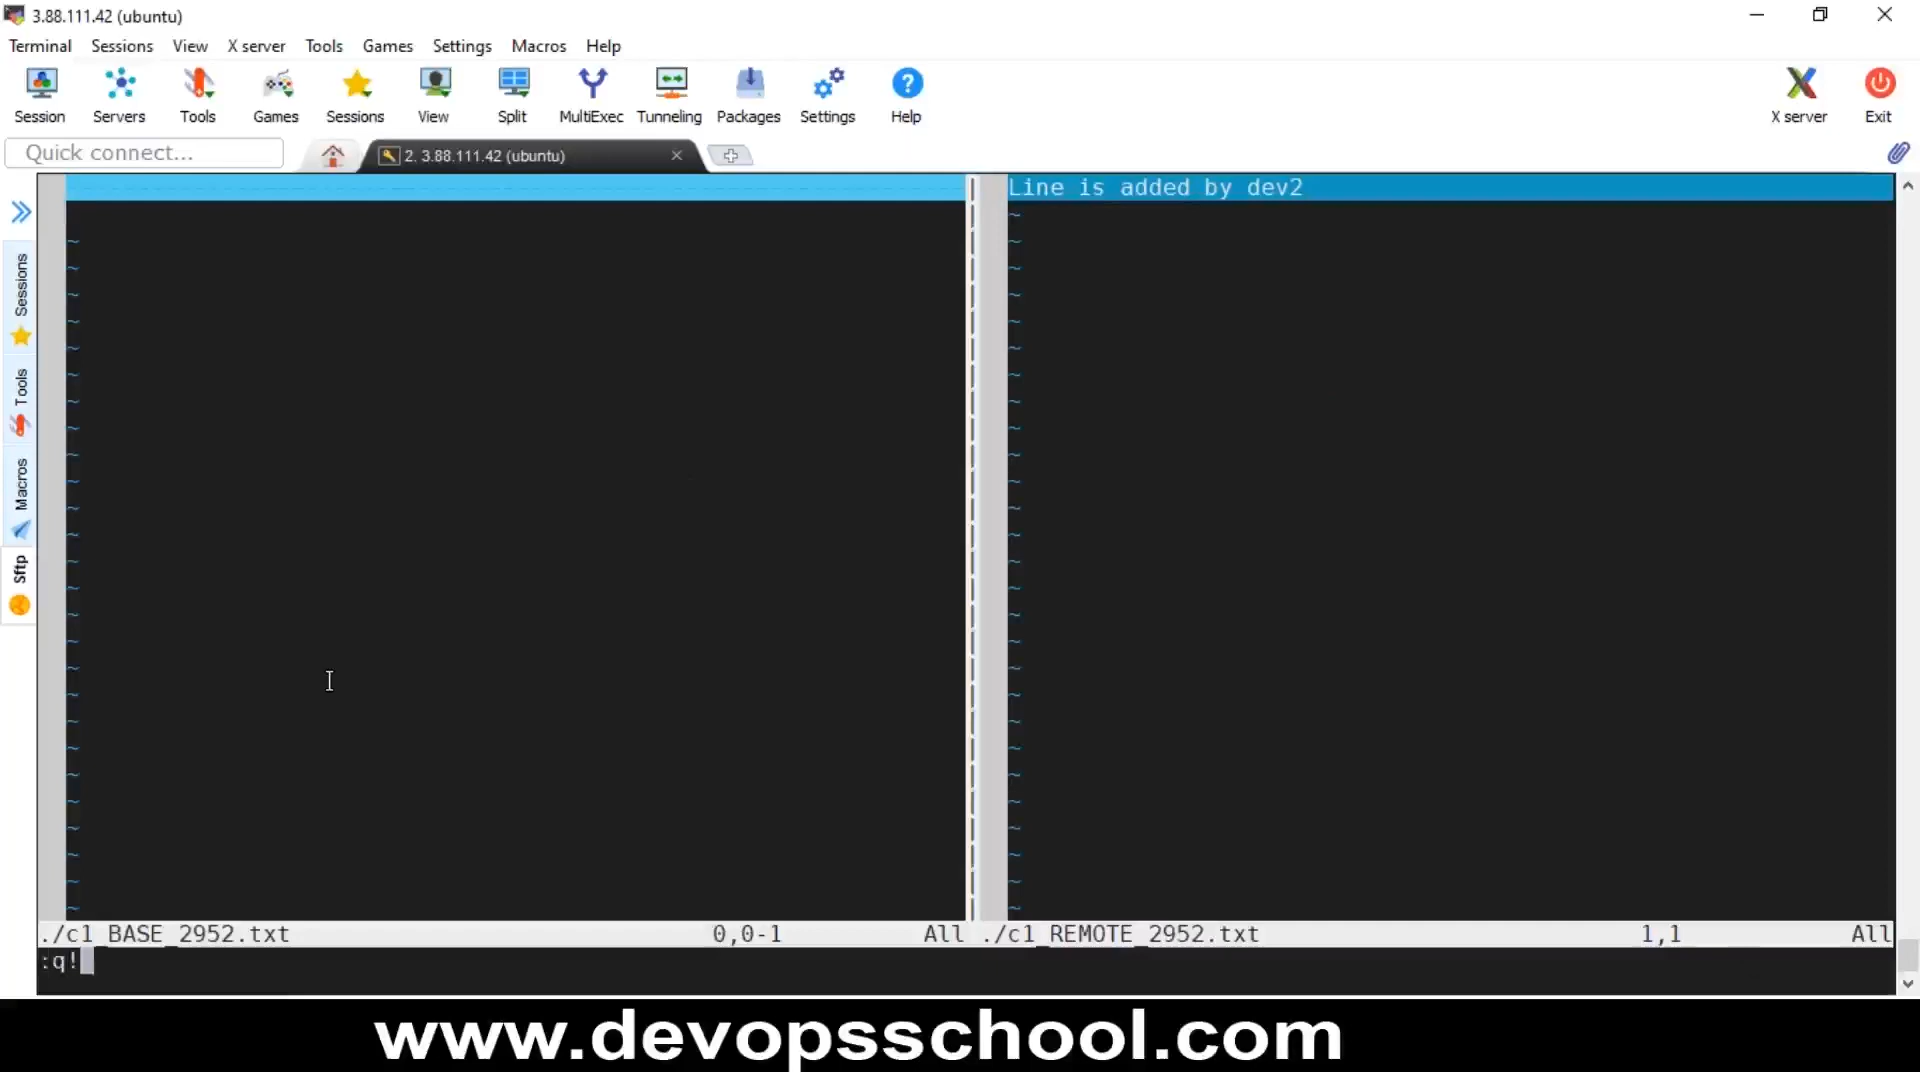 3.88.111.42 (ubuntu)
Terminal Sessions View X server Tools Games Settings Macros Help
Session Servers Tools Games Sessions View Split MultiExec Tunneling Packages Settings Help X server Exit
Quick connect... 2. 3.88.111.42 (ubuntu)
Line is added by dev2
Sessions
Tools
Macros
Sftp
./c1_BASE_2952.txt 0,0-1 All ./c1_REMOTE_2952.txt 1,1 All
:q!
www.devopsschool.com